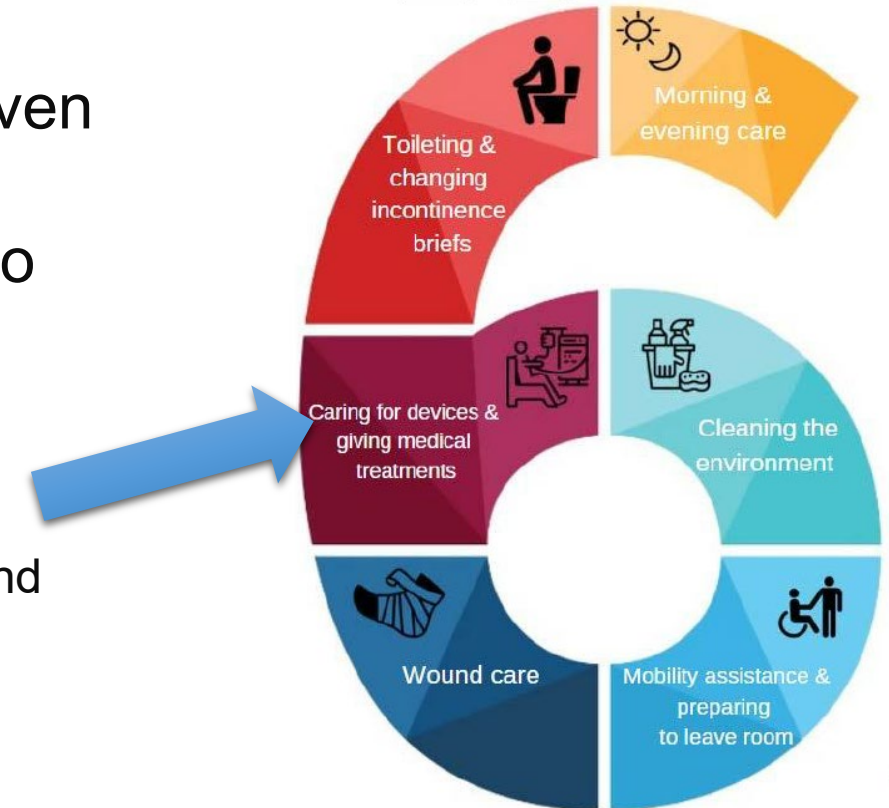 ven
o
nd
Morning &
evening care
Toileting &
changing
incontinence
briefs
Caring for devices &
giving medical
treatments
Cleaning the
environment
Wound care
Mobility assistance &
preparing
to leave room